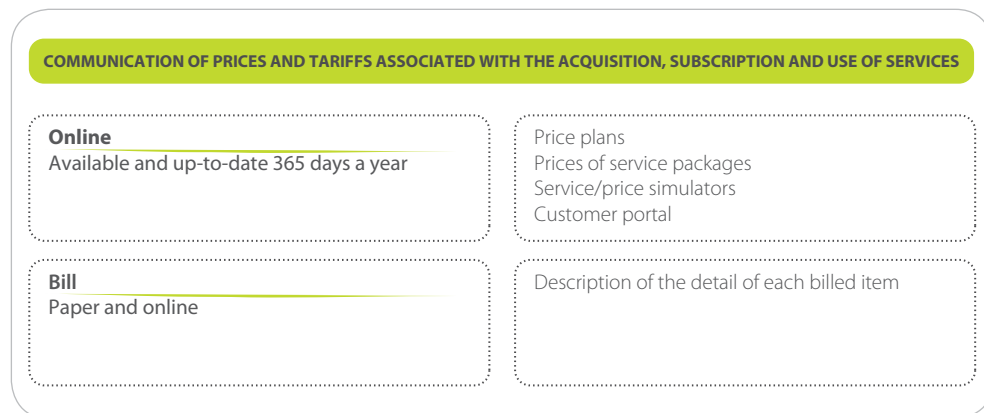 COMMUNICATION OF PRICES AND TARIFFS ASSOCIATED WITH THE ACQUISITION, SUBSCRIPTION AND USE OF SERVICES
Online
Available and up-to-date 365 days a year
Price plans
Prices of service packages
Service/price simulators
Customer portal
Bill
Paper and online
Description of the detail of each billed item